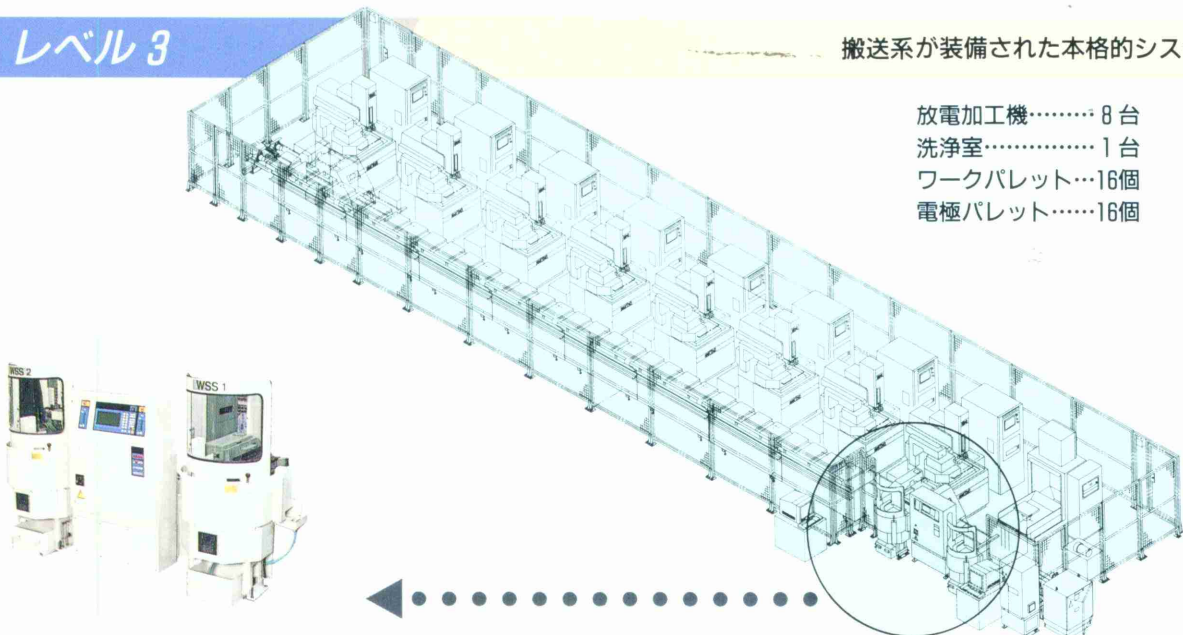 レベル3
搬送系が装備された本格的シス
放電加工機………8台
洗浄室……………1台
ワークパレット…16個
電極パレット……16個
WSS 2
WSS 1